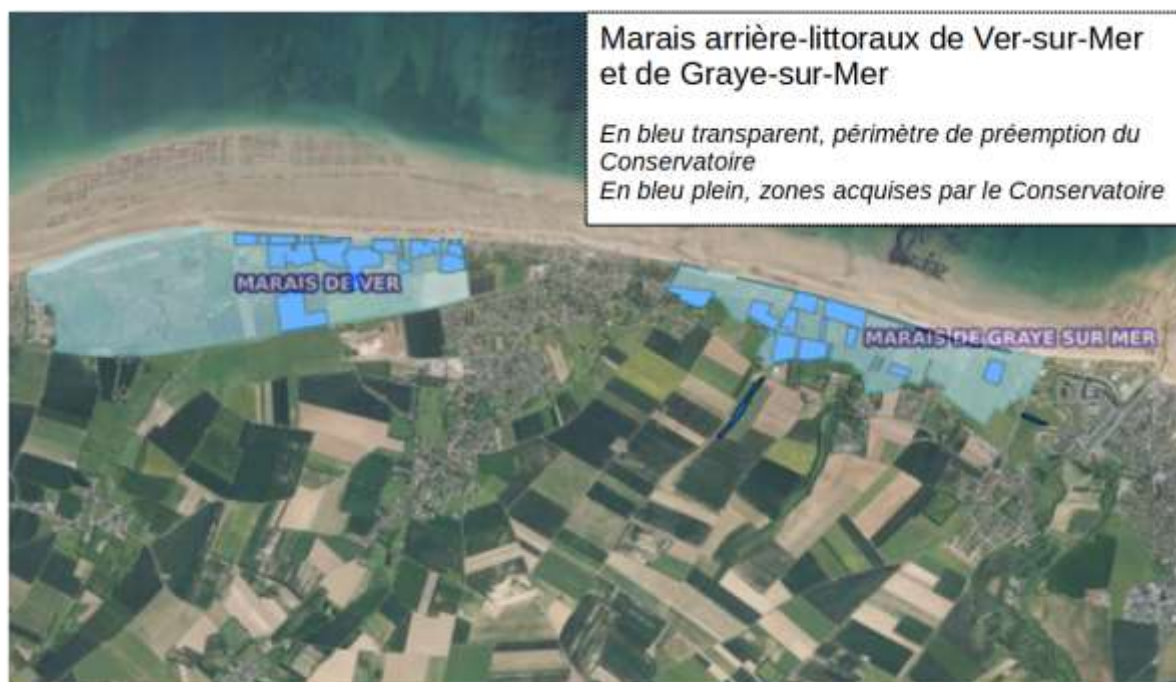 Marais arrière-littoraux de Ver-sur-Mer
et de Graye-sur-Mer
En bleu transparent, périmètre de préemption du
Conservatoire
En bleu plein, zones acquises par le Conservatoire
MARAIS DE VER
MARAIS DE GRAYE SUR MER